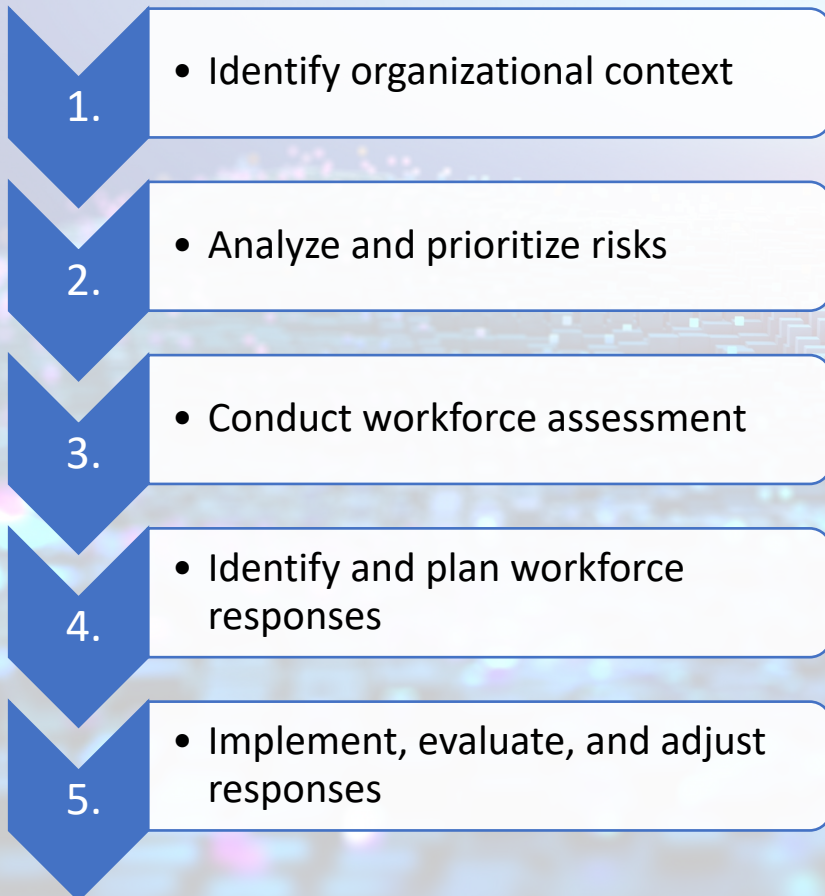 1.
• Identify organizational context
2.
• Analyze and prioritize risks
3.
• Conduct workforce assessment
4.
• Identify and plan workforce
responses
5.
• Implement, evaluate, and adjust
responses